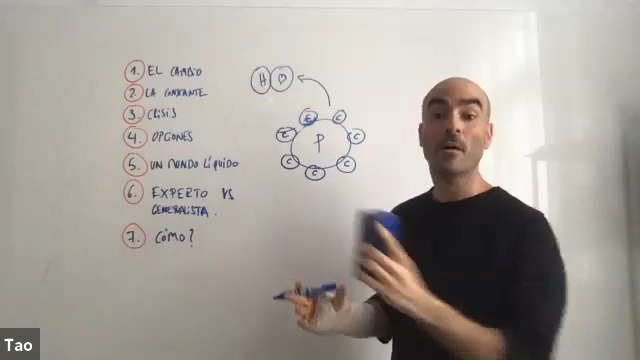 1. EL CAMBIO
2. LA CONSTANTE
3. CRISIS
4. OPCIONES
5. UN MUNDO LÍQUIDO
6. EXPERTO VS
GENERALISTA.
7. CÓMO?
H
E C
C C
P
C C
C
Tao